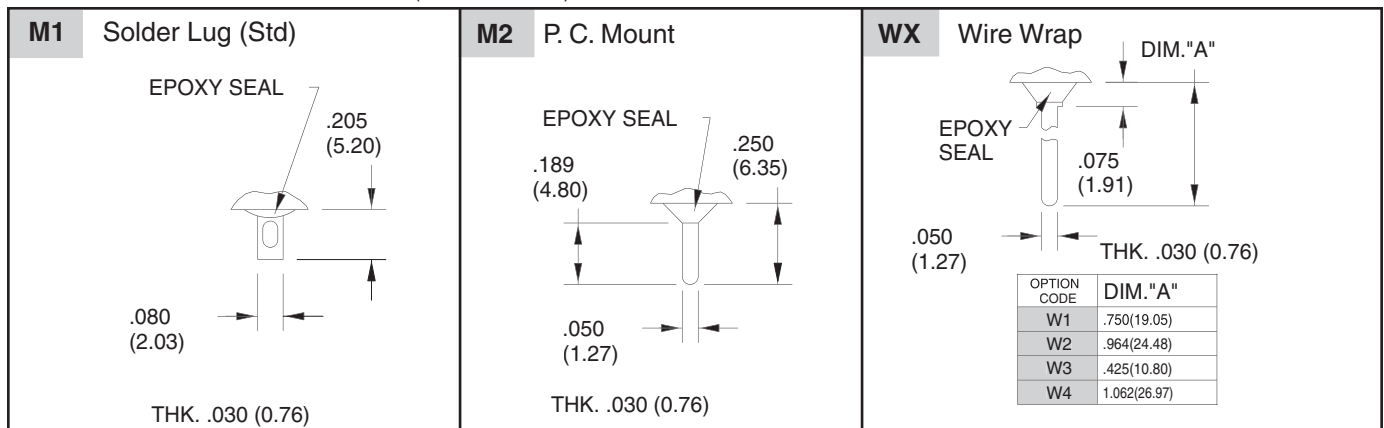 M1 Solder Lug (Std)
EPOXY SEAL
.205
(5.20)
.080
(2.03)
THK. .030 (0.76)
M2 P. C. Mount
EPOXY SEAL
.250
(6.35)
.189
(4.80)
.050
(1.27)
THK. .030 (0.76)
WX Wire Wrap
DIM."A"
EPOXY
SEAL
.075
(1.91)
.050
(1.27)
THK. .030 (0.76)
OPTION
CODE
DIM."A"
W1 .750(19.05)
W2 .964(24.48)
W3 .425(10.80)
W4 1.062(26.97)